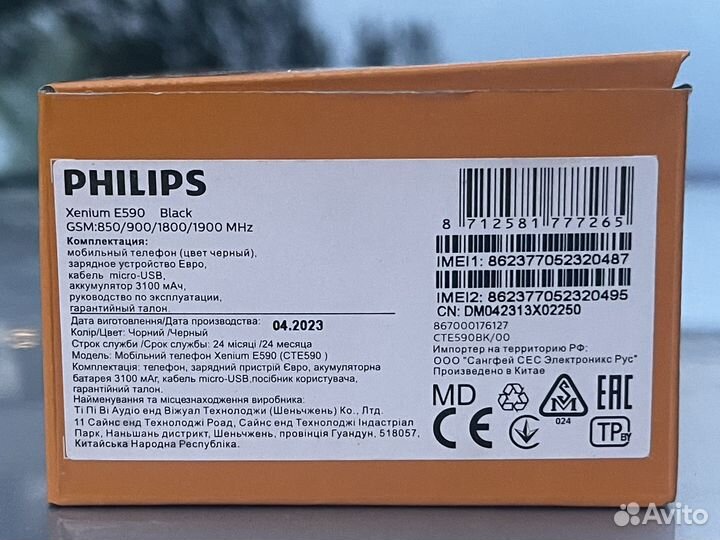 PHILIPS
Xenium E590 Black
GSM:850/900/1800/1900 MHz
Комплектация:
мобильный телефон (цвет черный),
зарядное устройство Евро,
кабель micro-USB,
аккумулятор 3100 мАч,
руководство по эксплуатации,
гарантийный талон.
Дата виготовлення/Дата производства: 04.2023
Колір/Цвет: Чорний /Черный
Строк служби /Срок службы: 24 місяці /24 месяца
Модель: Мобільний телефон Xenium E590 (CTE590 )
Комплектація: телефон, зарядний пристрій Євро, акумуляторна
батарея 3100 мАг, кабель micro-USB,посібник користувача,
гарантійний талон.
Найменування та місцезнаходження виробника:
Ті Пі Ві Аудіо енд Віжуал Технолоджи (Шеньчжень) Ко., Лтд.
11 Сайнс енд Технолоджі Роад, Сайнс енд Технолоджі Індастріал
Парк, Наньшань дистрикт, Шеньчжень, провінція Гуандун, 518057,
Китайська Народна Республіка.
8 712581 777265
IMEI1: 862377052320487
IMEI2: 862377052320495
CN: DM042313X02250
867000176127
CTE590BK/00
Импортер на территорию РФ:
ООО "Сангфей СЕС Электроникс Рус"
Произведено в Китае
MD
024
EAC
CE
TP BY
Avito